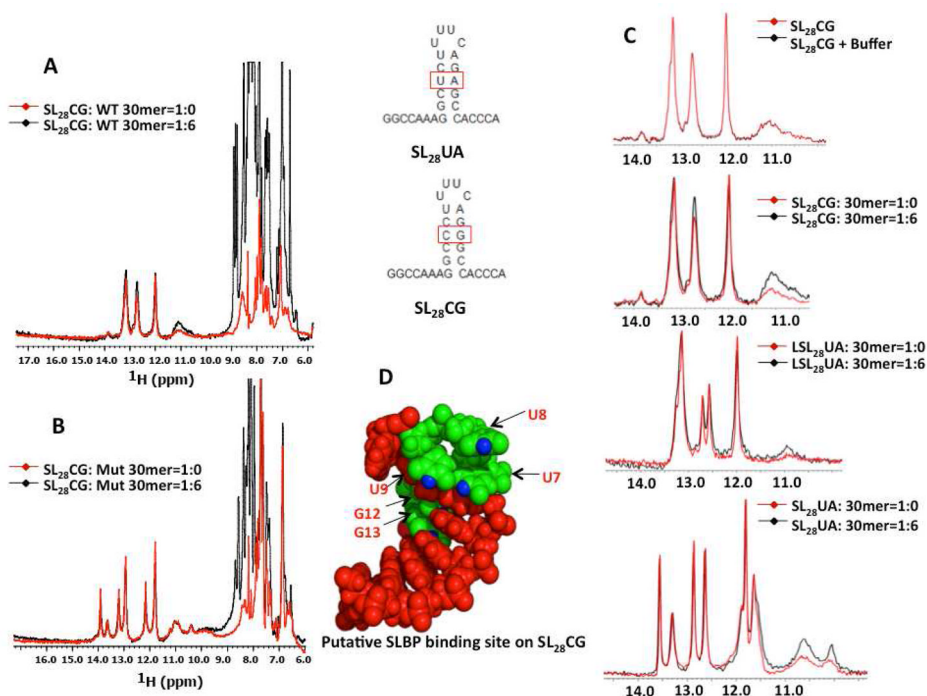 A
SL28CG: WT 30mer=1:0
SL28CG: WT 30mer=1:6
17.0 16.0 15.0 14.0 13.0 12.0 11.0 10.0 9.0 8.0 7.0 6.0
1H (ppm)
B
SL28CG: Mut 30mer=1:0
SL28CG: Mut 30mer=1:6
16.0 15.0 14.0 13.0 12.0 11.0 10.0 9.0 8.0 7.0 6.0
1H (ppm)
U U
U C
U A
C G
U A
C G
G C
GGCCAAAG CACCCA
SL28UA
U U
U C
U A
C G
C G
C G
G C
GGCCAAAG CACCCA
SL28CG
D
U8
U7
U9
G12
G13
Putative SLBP binding site on SL28CG
C
SL28CG
SL28CG + Buffer
14.0 13.0 12.0 11.0
SL28CG: 30mer=1:0
SL28CG: 30mer=1:6
14.0 13.0 12.0 11.0
LSL28UA: 30mer=1:0
LSL28UA: 30mer=1:6
14.0 13.0 12.0 11.0
SL28UA: 30mer=1:0
SL28UA: 30mer=1:6
14.0 13.0 12.0 11.0